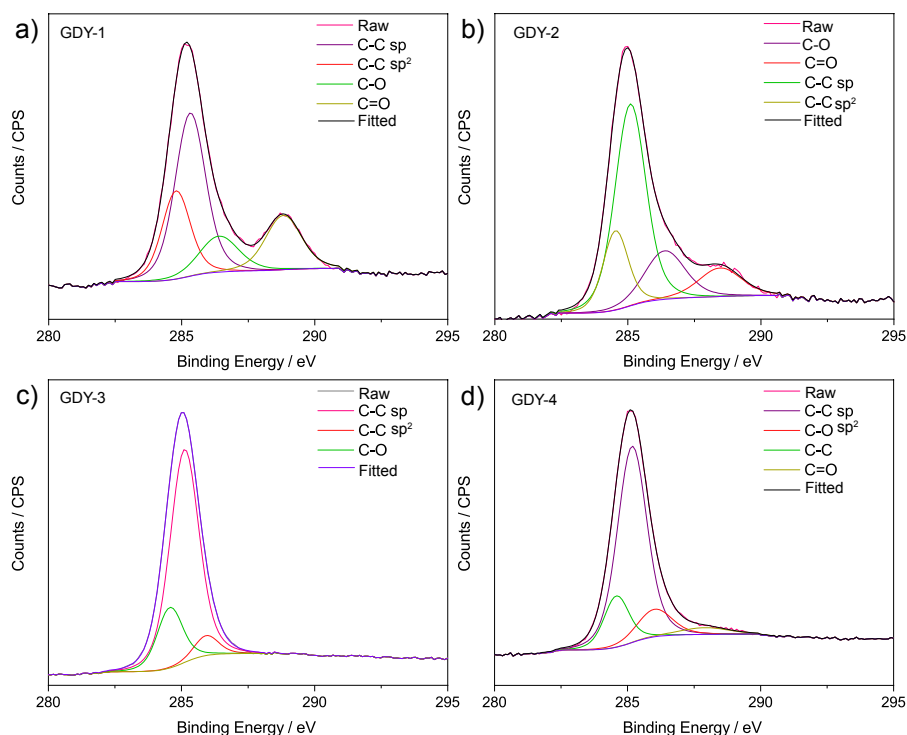 a) GDY-1
Raw
C-C sp
C-C sp²
C-O
C=O
Fitted
Counts / CPS
280 285 290 295
Binding Energy / eV
b) GDY-2
Raw
C-O
C=O
C-C sp
C-C sp²
Fitted
Counts / CPS
280 285 290 295
Binding Energy / eV
c) GDY-3
Raw
C-C sp
C-C sp²
C-O
Fitted
Counts / CPS
280 285 290 295
Binding Energy / eV
d) GDY-4
Raw
C-C sp
C-O sp²
C-C
C=O
Fitted
Counts / CPS
280 285 290 295
Binding Energy / eV